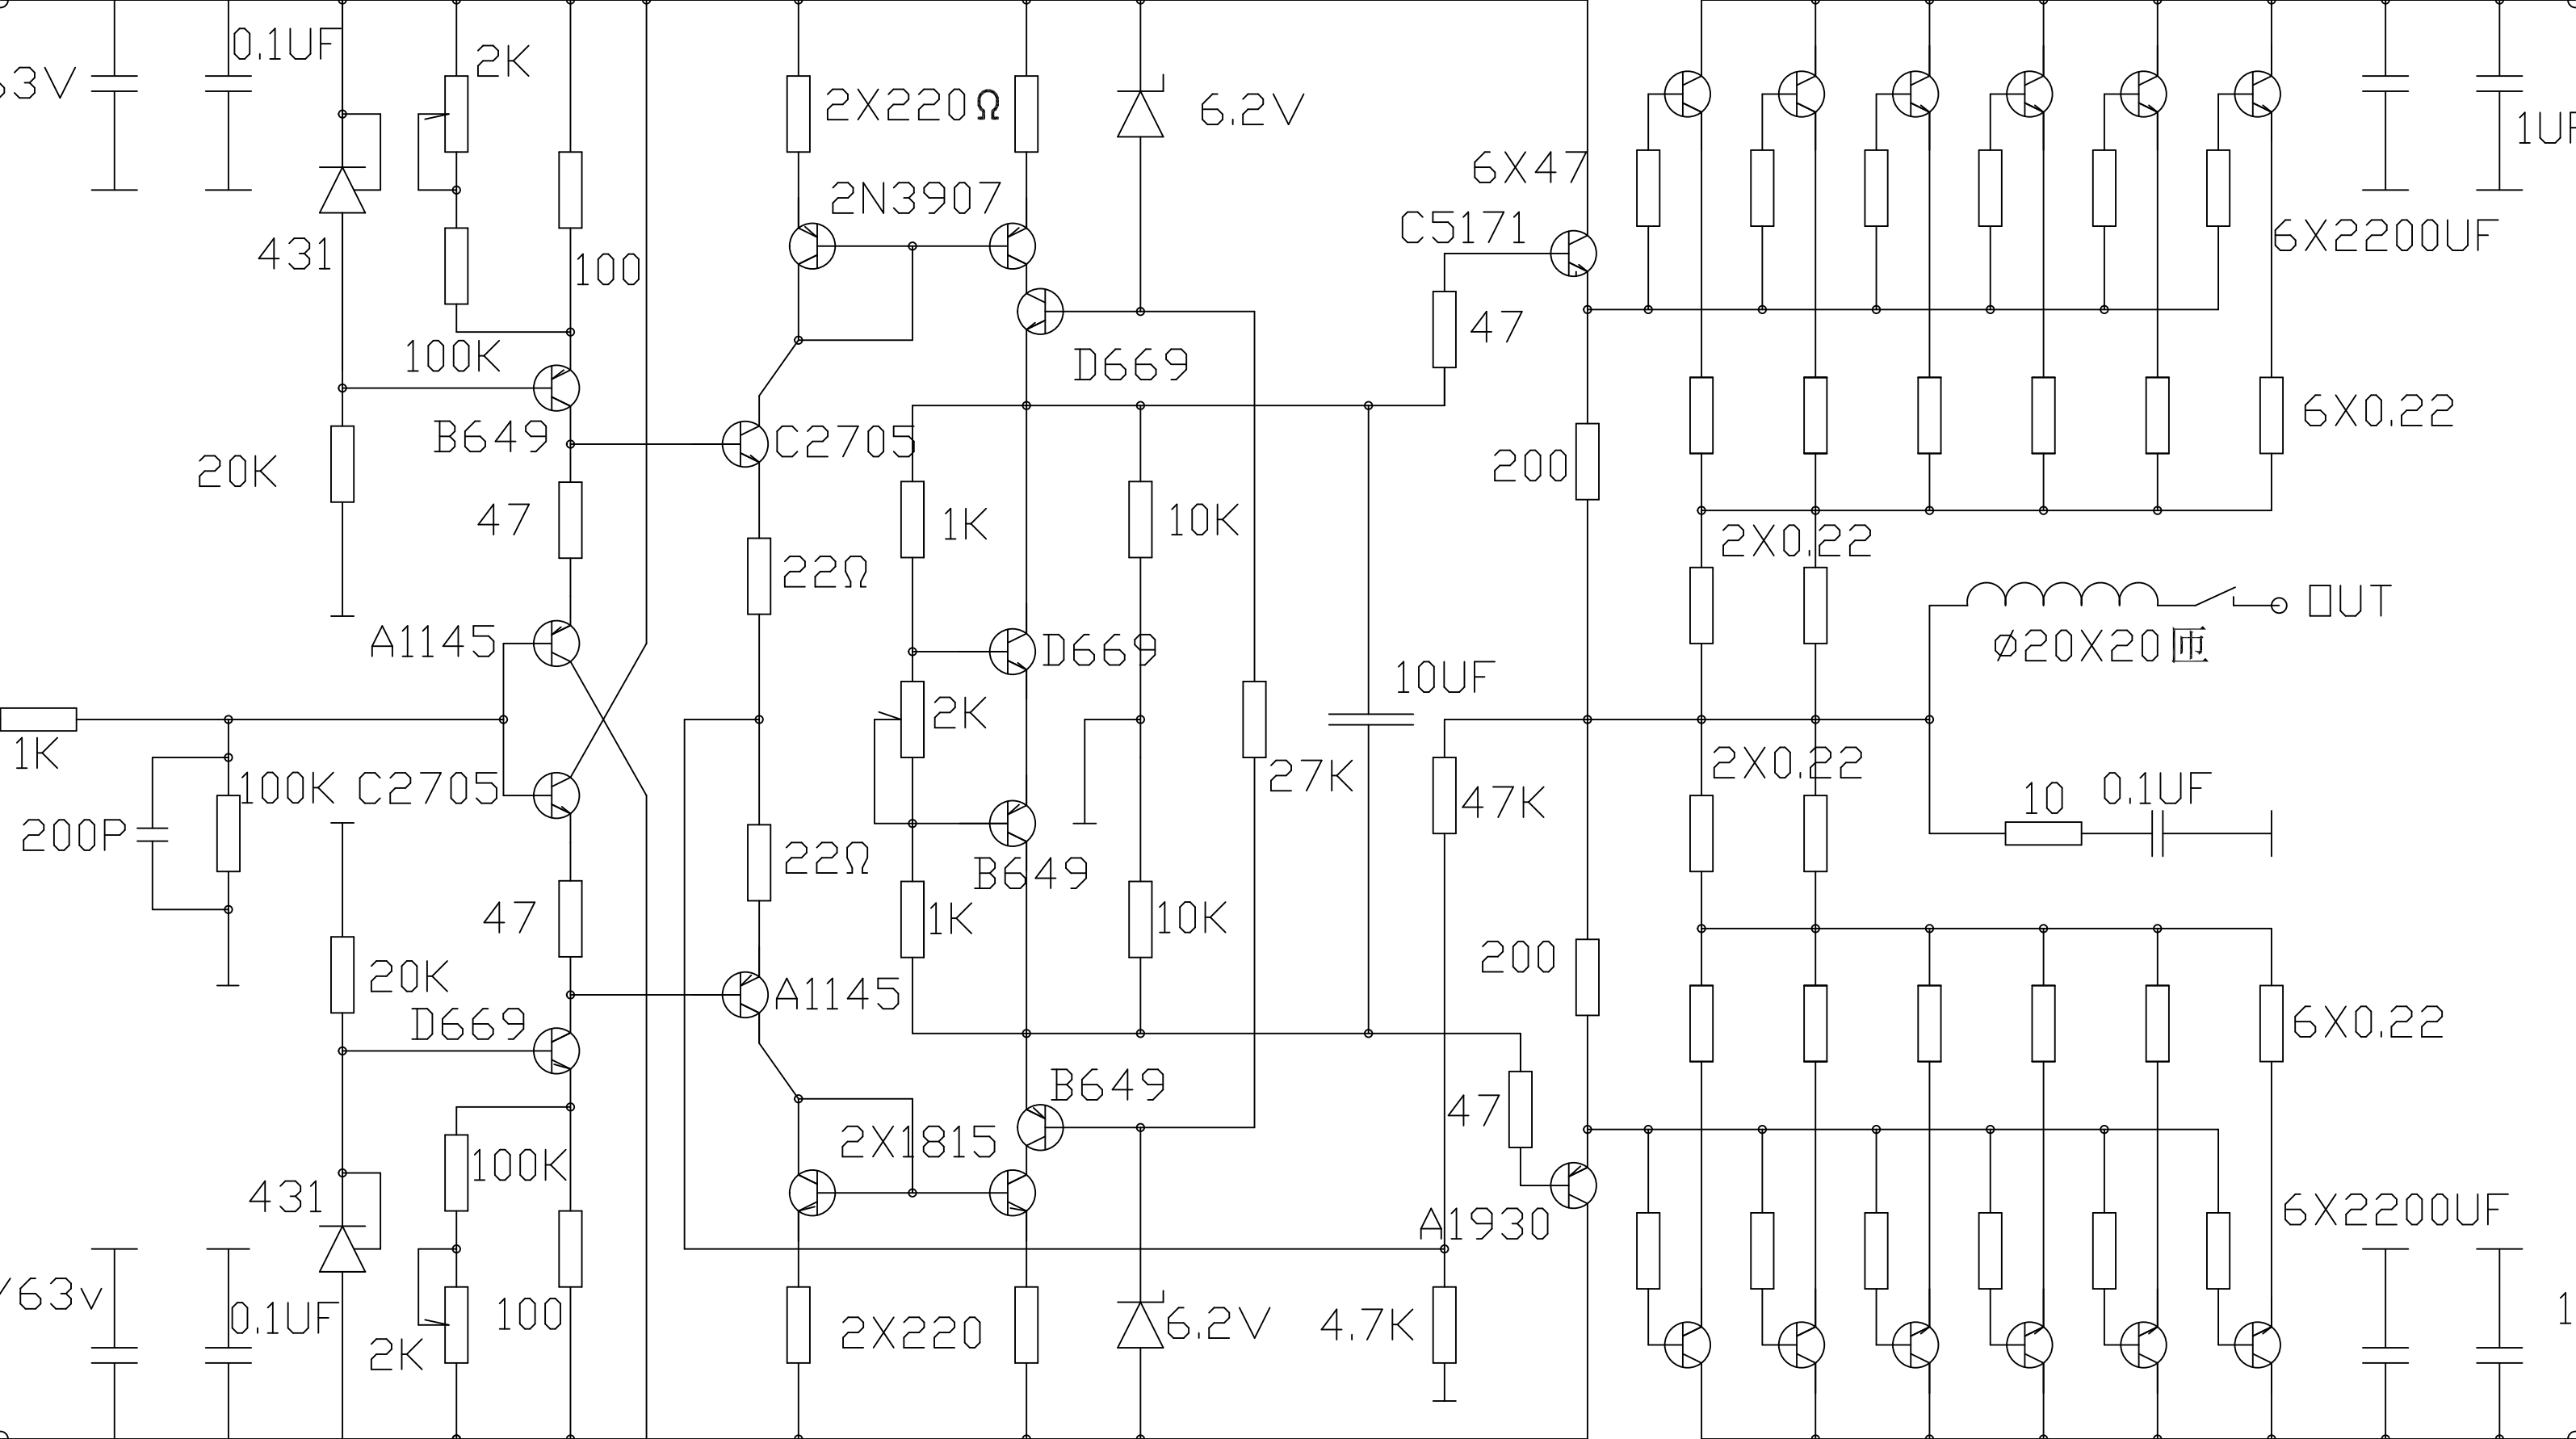 63V
0.1UF
2K
431
100
100K
B649
20K
47
A1145
1K
200P
100K
C2705
47
20K
D669
431
100K
100
/63v
0.1UF
2K
2X220Ω
2N3907
6.2V
D669
C2705
22Ω
1K
10K
D669
2K
B649
22Ω
1K
10K
A1145
27K
10UF
B649
2X1815
2X220
6.2V
6X47
C5171
47
200
47K
200
47
A1930
4.7K
1UF
6X2200UF
6X0.22
2X0.22
OUT
Ø20X20匝
2X0.22
10
0.1UF
6X0.22
6X2200UF
1